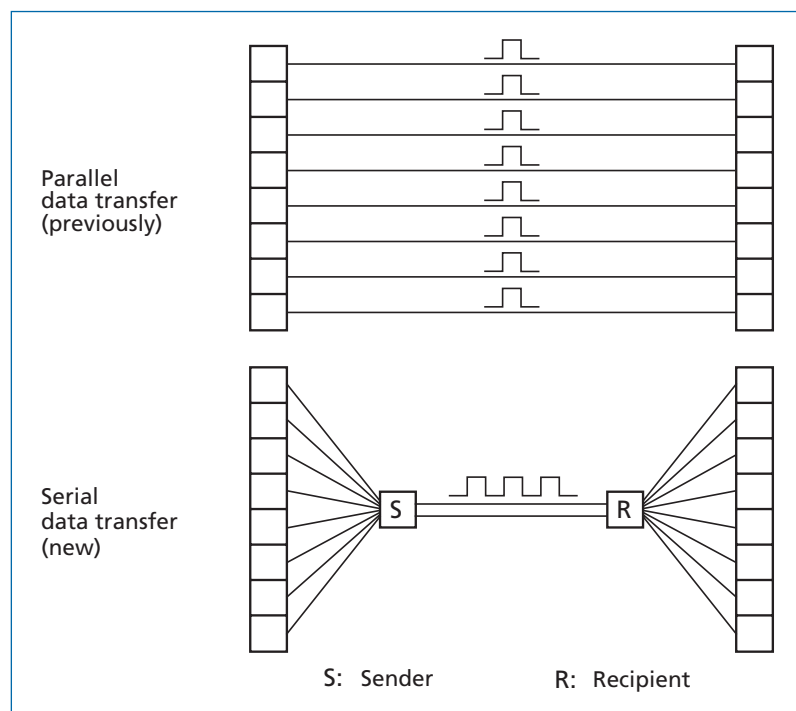 Parallel
data transfer
(previously)
Serial
data transfer
(new)
S
R
S: Sender
R: Recipient